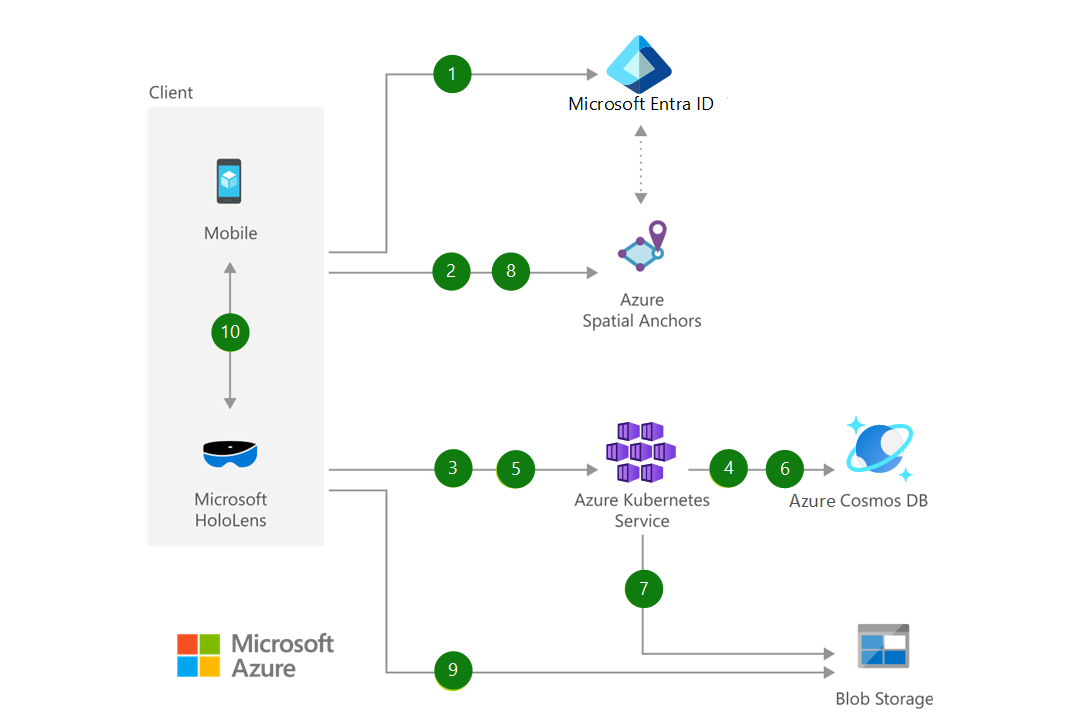 1
Microsoft Entra ID
Client
Mobile
2
8
Azure
Spatial Anchors
10
3
5
4
6
Microsoft
HoloLens
Azure Kubernetes
Service
Azure Cosmos DB
7
Microsoft
Azure
9
Blob Storage